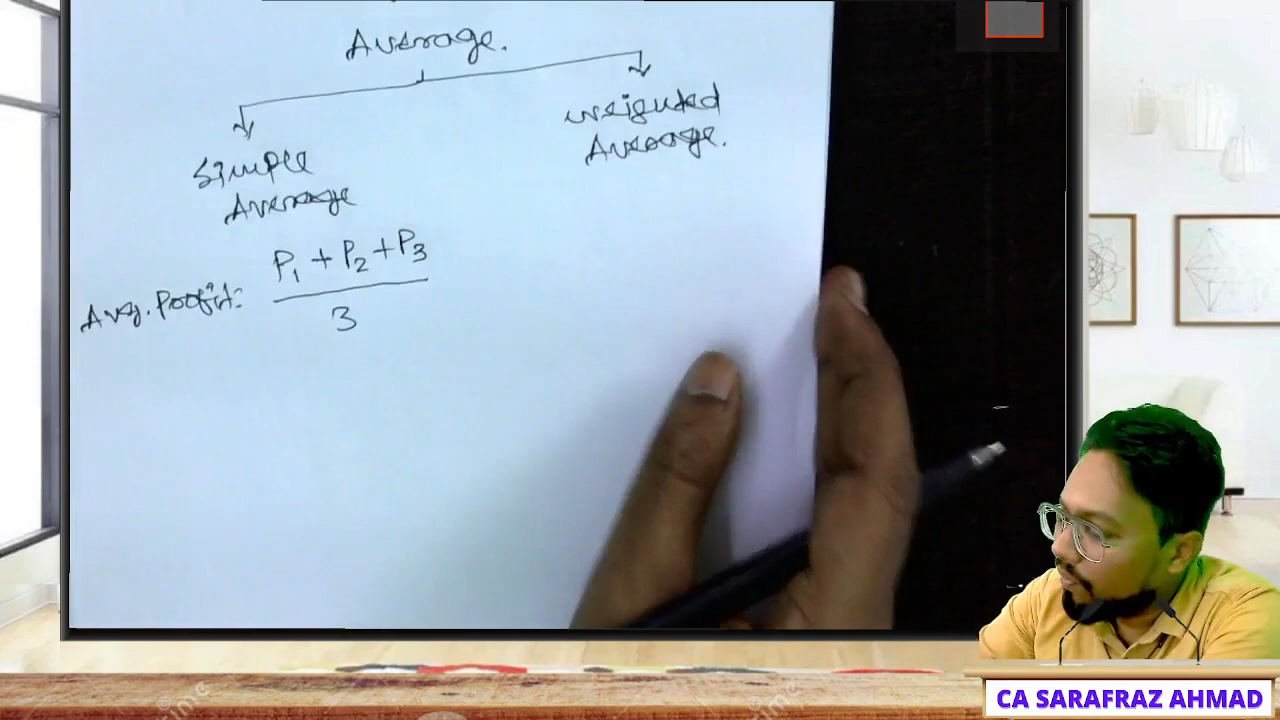 Average.
Simple
Average
weighted
Average.
Avg. Profit: P₁ + P₂ + P₃
3
CA SARAFRAZ AHMAD